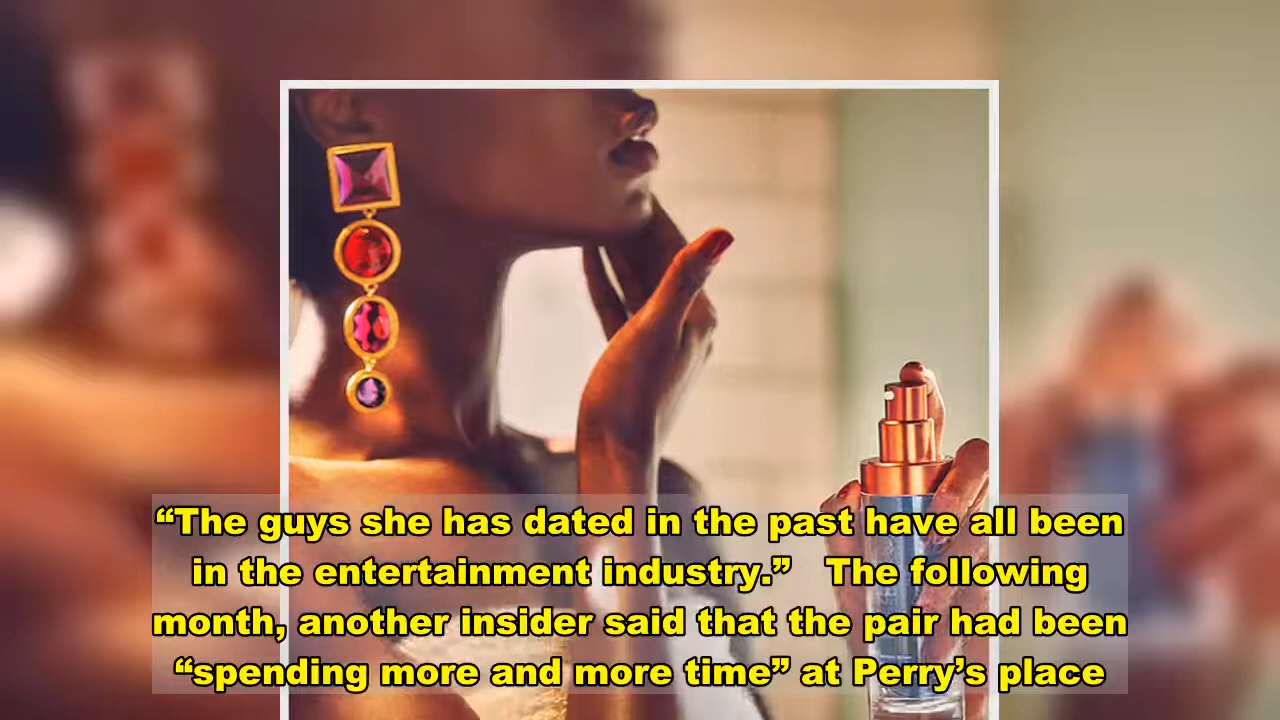 “The guys she has dated in the past have all been
in the entertainment industry.”   The following
month, another insider said that the pair had been
“spending more and more time” at Perry’s place